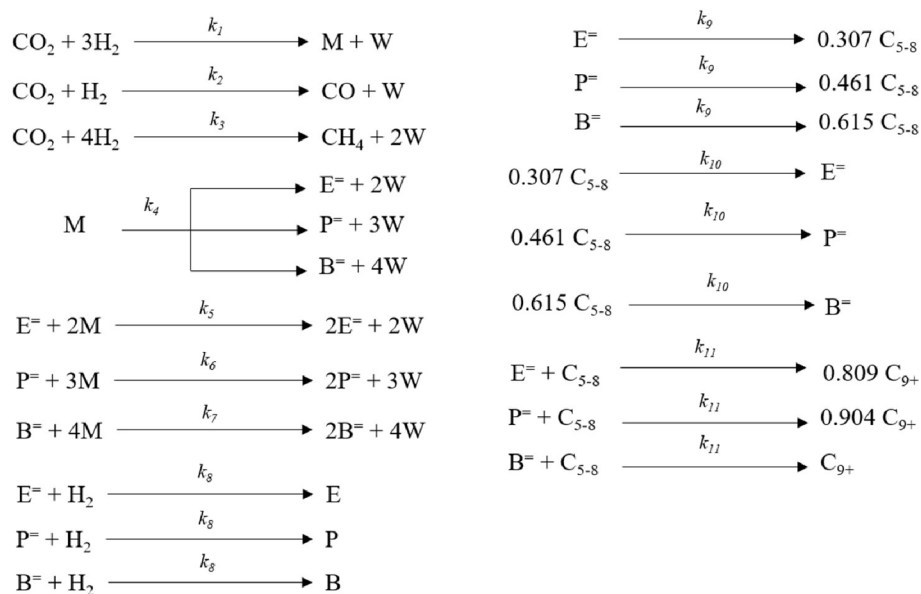 k₁
CO₂ + 3H₂ → M + W
k₂
CO₂ + H₂ → CO + W
k₃
CO₂ + 4H₂ → CH₄ + 2W
E⁼ + 2W
k₄
M → P⁼ + 3W
B⁼ + 4W
k₅
E⁼ + 2M → 2E⁼ + 2W
k₆
P⁼ + 3M → 2P⁼ + 3W
k₇
B⁼ + 4M → 2B⁼ + 4W
k₈
E⁼ + H₂ → E
k₈
P⁼ + H₂ → P
k₈
B⁼ + H₂ → B
k₉
E⁼ → 0.307 C₅₋₈
k₉
P⁼ → 0.461 C₅₋₈
k₉
B⁼ → 0.615 C₅₋₈
k₁₀
0.307 C₅₋₈ → E⁼
k₁₀
0.461 C₅₋₈ → P⁼
k₁₀
0.615 C₅₋₈ → B⁼
k₁₁
E⁼ + C₅₋₈ → 0.809 C₉₊
k₁₁
P⁼ + C₅₋₈ → 0.904 C₉₊
k₁₁
B⁼ + C₅₋₈ → C₉₊